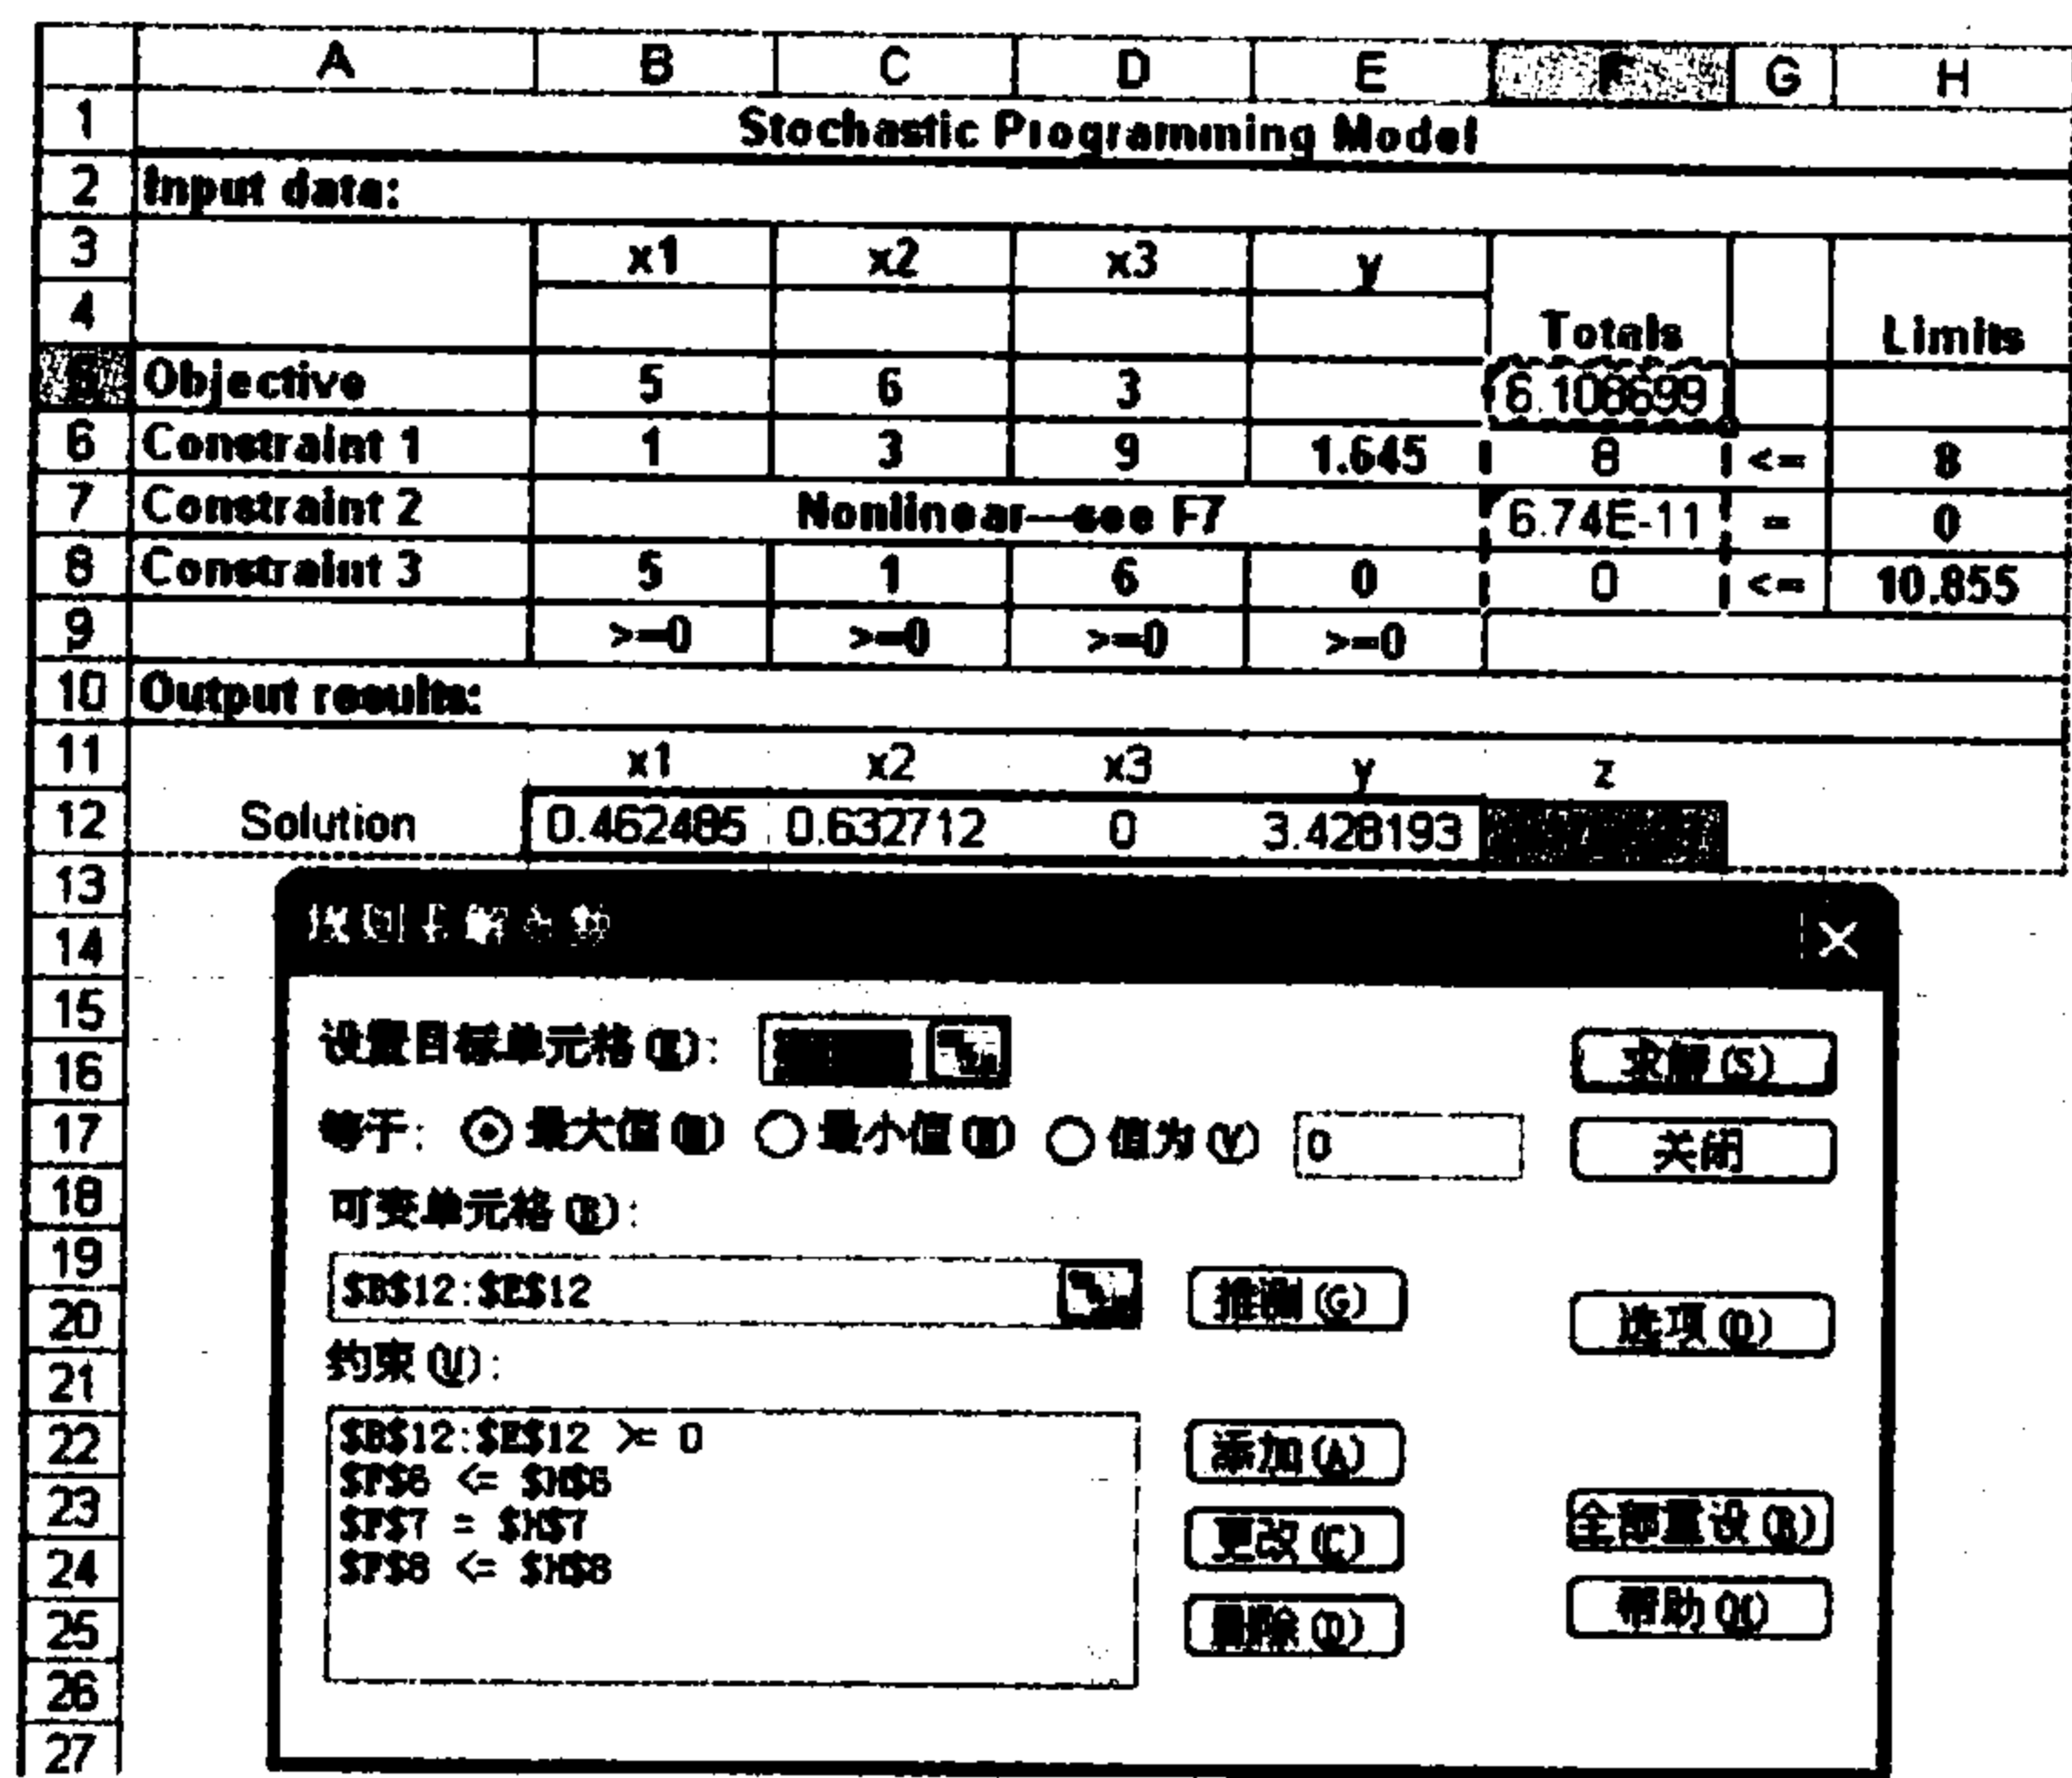 A B C D E F G H
1 Stochastic Programming Model
2 Input data:
3 x1 x2 x3 y
4 Totals Limits
5 Objective 5 6 3 6.108699
6 Constraint 1 1 3 9 1.645 8 <= 8
7 Constraint 2 Nonlinear—see F7 6.74E-11 = 0
8 Constraint 3 5 1 6 0 0 <= 10.855
9 >=0 >=0 >=0 >=0
10 Output results:
11 x1 x2 x3 y z
12 Solution 0.462485 0.632712 0 3.428193
13
14
15
16
17
18
19
20
21
22
23
24
25
26
27
规划求解参数
设置目标单元格(E):
求解(S)
等于: 最大值(M) 最小值(N) 值为(V) 0
关闭
可变单元格(B):
$B$12:$E$12
推测(G)
选项(O)
约束(U):
$B$12:$E$12 >= 0
$F$6 <= $H$6
$F$7 = $H$7
$F$8 <= $H$8
添加(A)
更改(C)
全部重设(R)
删除(D)
帮助(H)